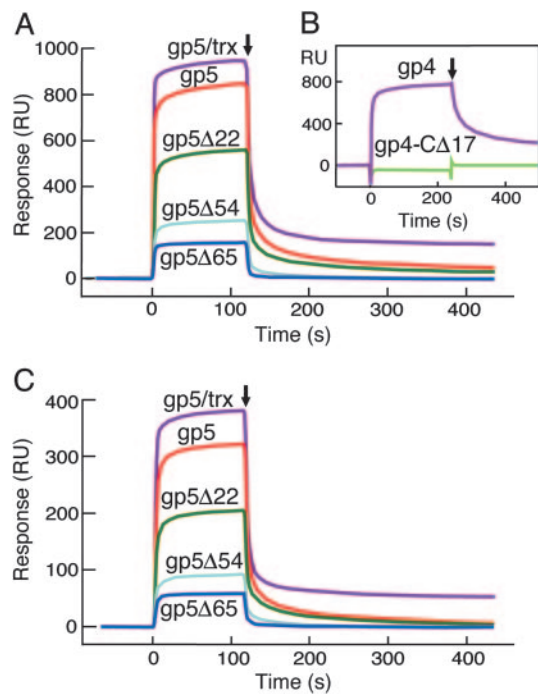 A
1000
800
600
400
200
0
Response (RU)
gp5/trx
gp5
gp5Δ22
gp5Δ54
gp5Δ65
0 100 200 300 400
Time (s)
B
RU
800
400
0
gp4
gp4-CΔ17
0 200 400
Time (s)
C
400
300
200
100
0
Response (RU)
gp5/trx
gp5
gp5Δ22
gp5Δ54
gp5Δ65
0 100 200 300 400
Time (s)